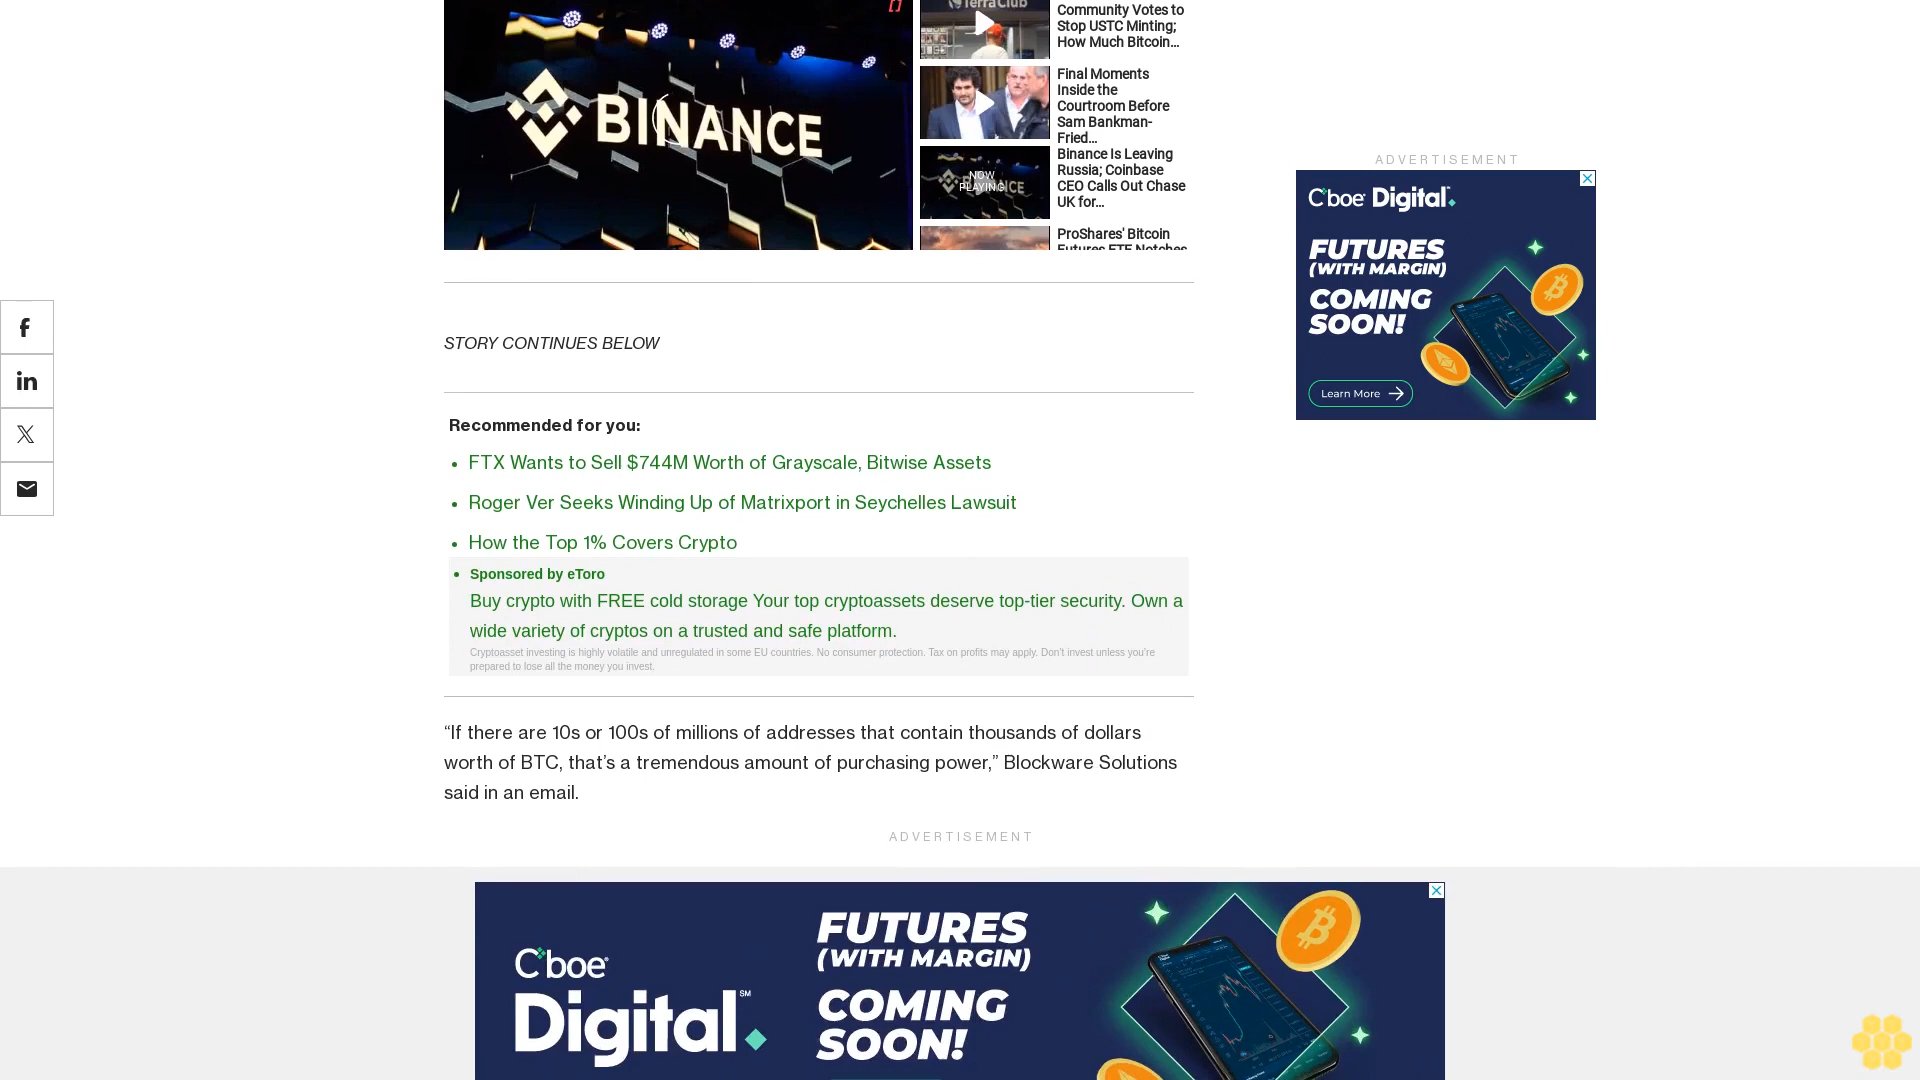 BINANCE
TerraClub
Community Votes to
Stop USTC Minting;
How Much Bitcoin...
Final Moments
Inside the
Courtroom Before
Sam Bankman-
Fried...
NOW
PLAYING
Binance Is Leaving
Russia; Coinbase
CEO Calls Out Chase
UK for...
ProShares' Bitcoin
Futures ETF Notches
STORY CONTINUES BELOW
Recommended for you:
• FTX Wants to Sell $744M Worth of Grayscale, Bitwise Assets
• Roger Ver Seeks Winding Up of Matrixport in Seychelles Lawsuit
• How the Top 1% Covers Crypto
• Sponsored by eToro
Buy crypto with FREE cold storage Your top cryptoassets deserve top-tier security. Own a
wide variety of cryptos on a trusted and safe platform.
Cryptoasset investing is highly volatile and unregulated in some EU countries. No consumer protection. Tax on profits may apply. Don't invest unless you're
prepared to lose all the money you invest.
“If there are 10s or 100s of millions of addresses that contain thousands of dollars
worth of BTC, that’s a tremendous amount of purchasing power,” Blockware Solutions
said in an email.
ADVERTISEMENT
Cboe Digital
FUTURES
(WITH MARGIN)
COMING
SOON!
Learn More →
ADVERTISEMENT
Cboe®
Digital℠
FUTURES
(WITH MARGIN)
COMING
SOON!